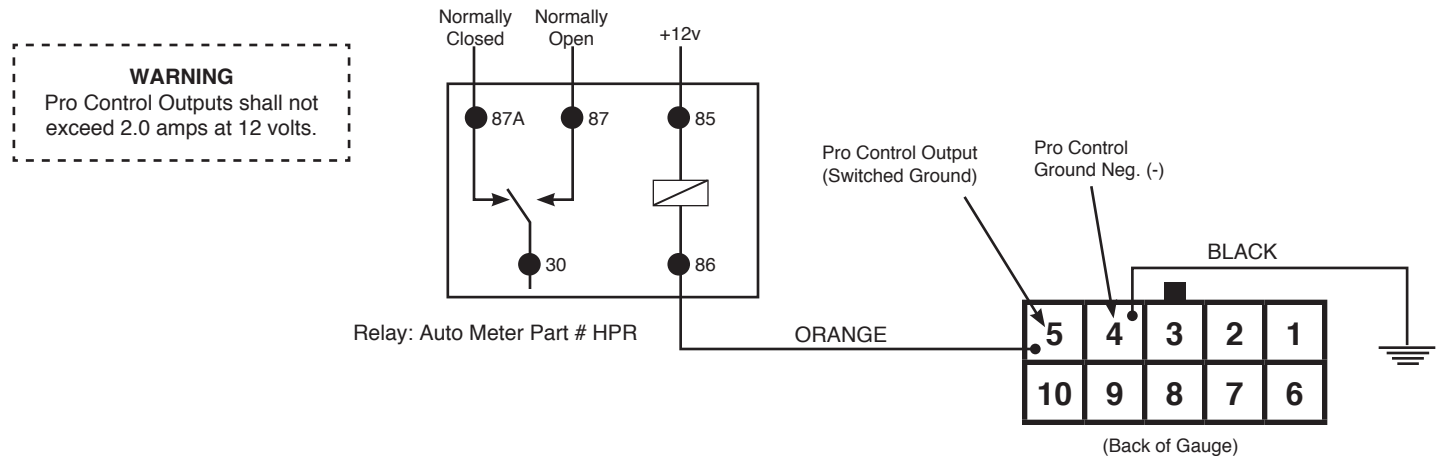 Normally
Closed
Normally
Open
+12v
WARNING
Pro Control Outputs shall not
exceed 2.0 amps at 12 volts.
87A
87
85
30
86
Relay: Auto Meter Part # HPR
Pro Control Output
(Switched Ground)
Pro Control
Ground Neg. (-)
BLACK
ORANGE
5 4 3 2 1
10 9 8 7 6
(Back of Gauge)